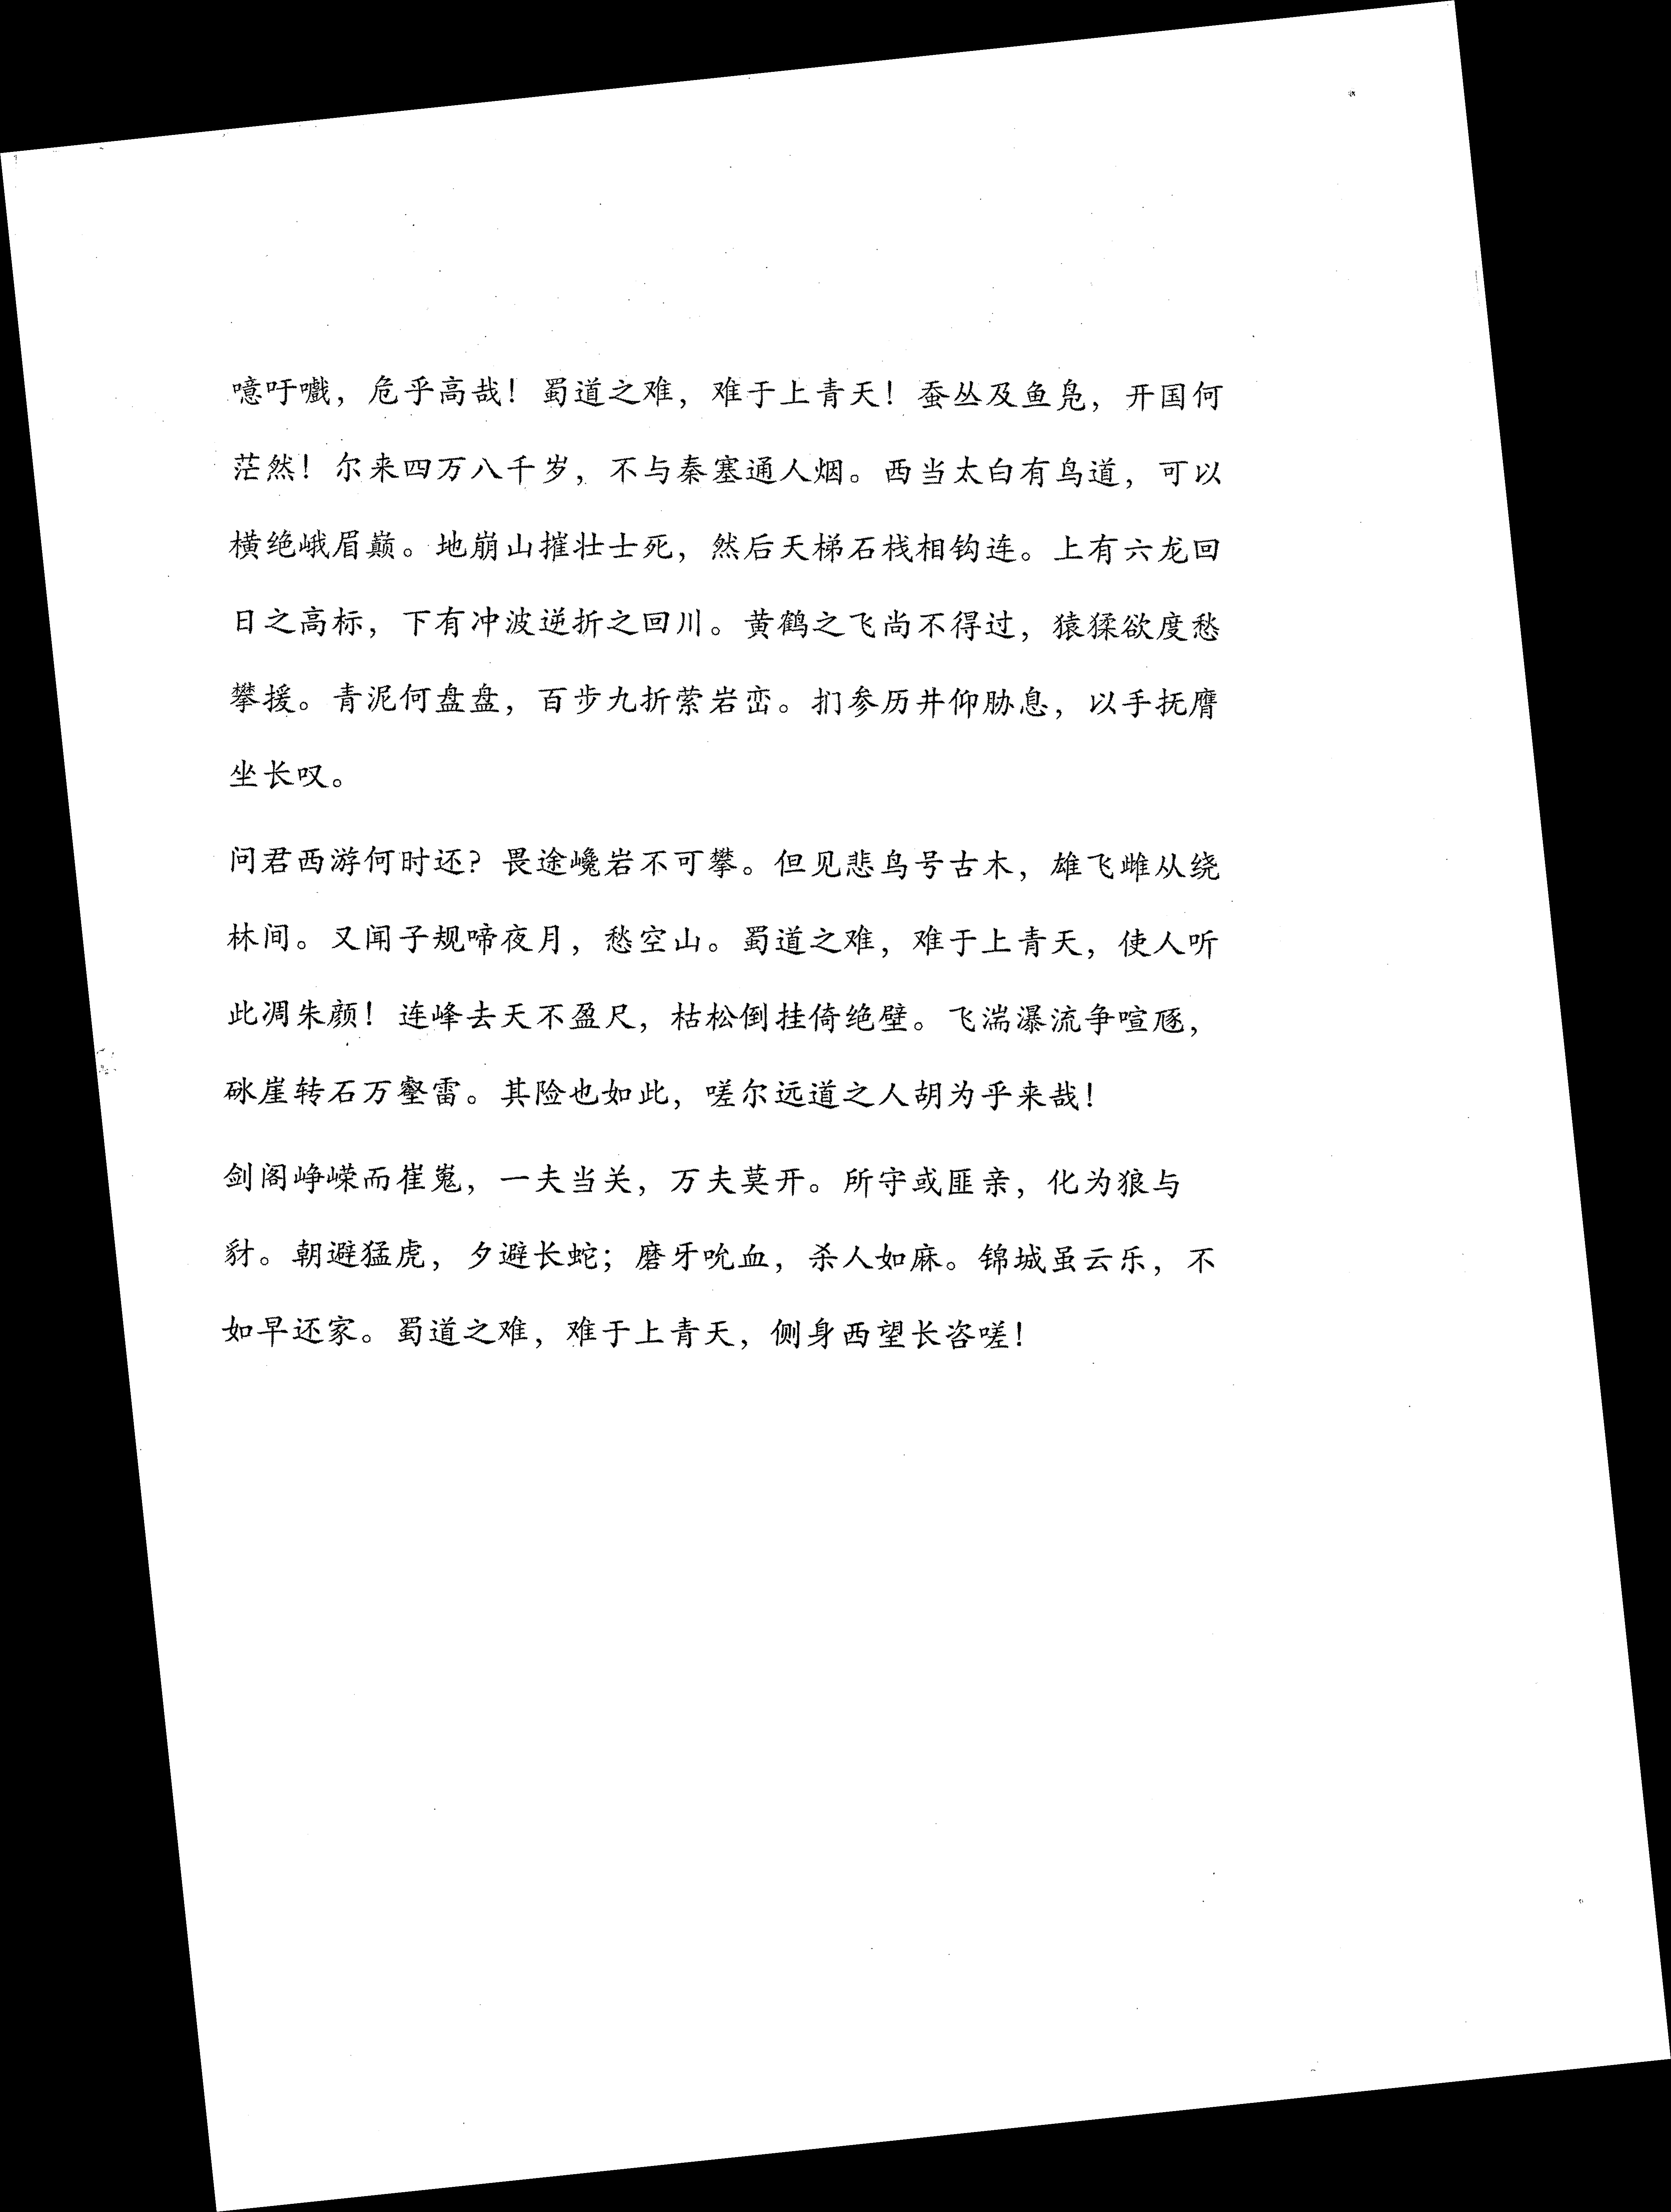 噫吁嚱，危乎高哉！蜀道之难，难于上青天！蚕丛及鱼凫，开国何
茫然！尔来四万八千岁，不与秦塞通人烟。西当太白有鸟道，可以
横绝峨眉巅。地崩山摧壮士死，然后天梯石栈相钩连。上有六龙回
日之高标，下有冲波逆折之回川。黄鹤之飞尚不得过，猿猱欲度愁
攀援。青泥何盘盘，百步九折萦岩峦。扪参历井仰胁息，以手抚膺
坐长叹。
问君西游何时还？畏途巉岩不可攀。但见悲鸟号古木，雄飞雌从绕
林间。又闻子规啼夜月，愁空山。蜀道之难，难于上青天，使人听
此凋朱颜！连峰去天不盈尺，枯松倒挂倚绝壁。飞湍瀑流争喧豗，
砯崖转石万壑雷。其险也如此，嗟尔远道之人胡为乎来哉！
剑阁峥嵘而崔嵬，一夫当关，万夫莫开。所守或匪亲，化为狼与
豺。朝避猛虎，夕避长蛇；磨牙吮血，杀人如麻。锦城虽云乐，不
如早还家。蜀道之难，难于上青天，侧身西望长咨嗟！